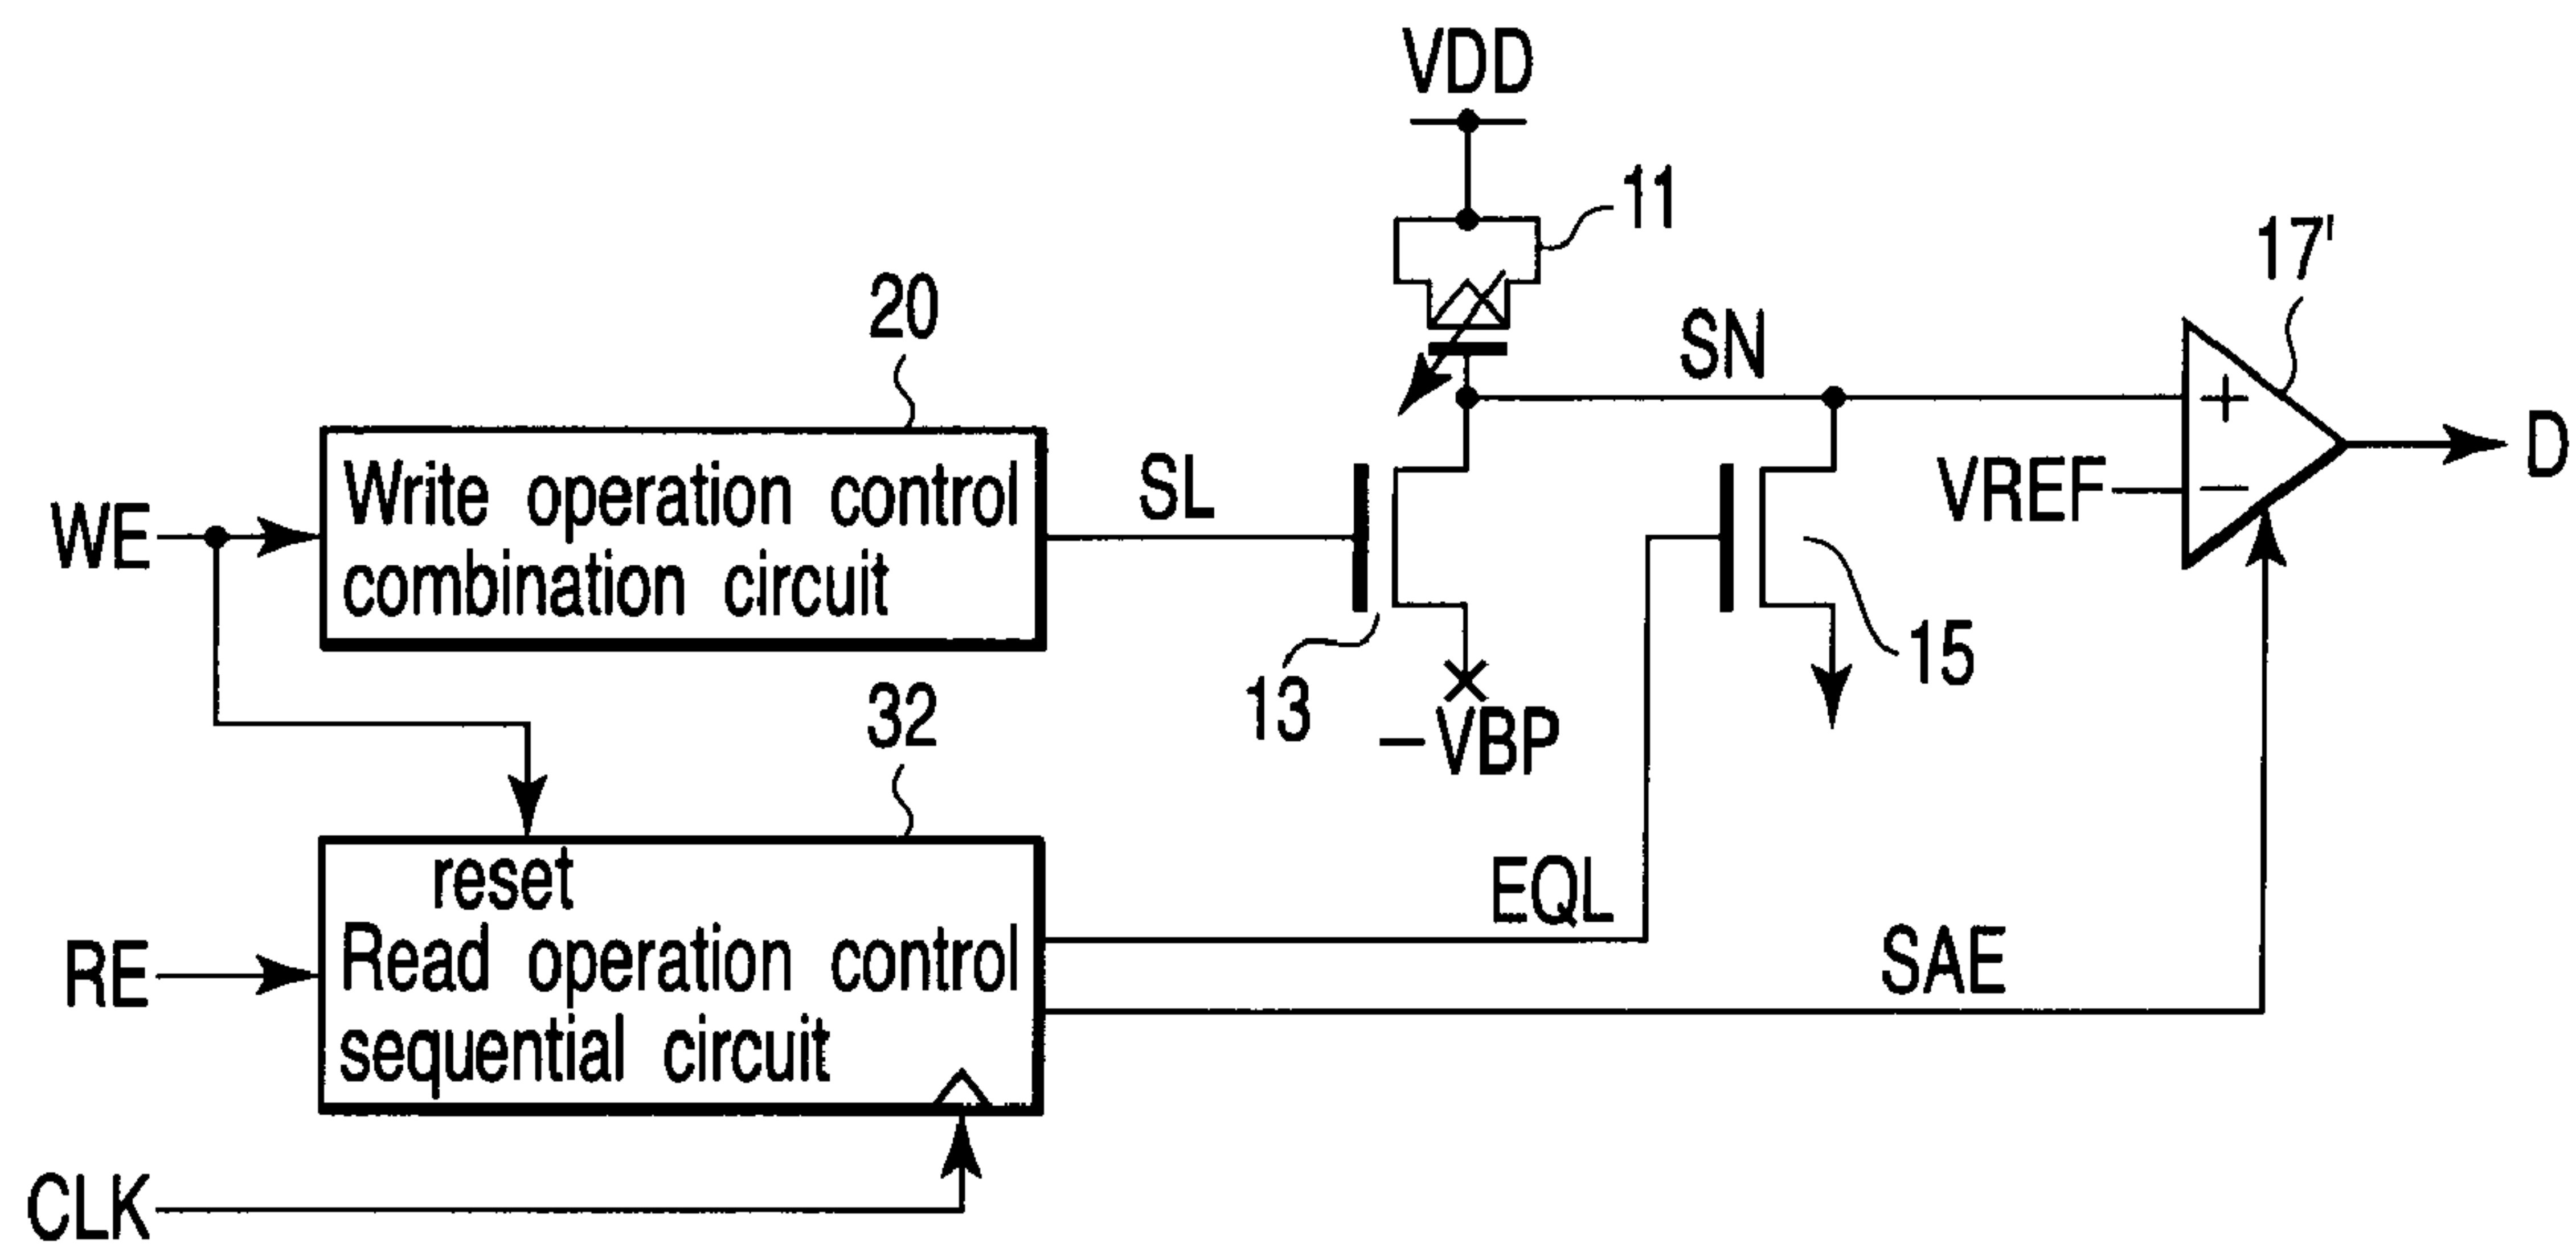 VDD
11
17'
20
SN
Write operation control
combination circuit
SL
WE
VREF
D
+
−
13
15
−VBP
32
reset
Read operation control
sequential circuit
RE
EQL
SAE
CLK